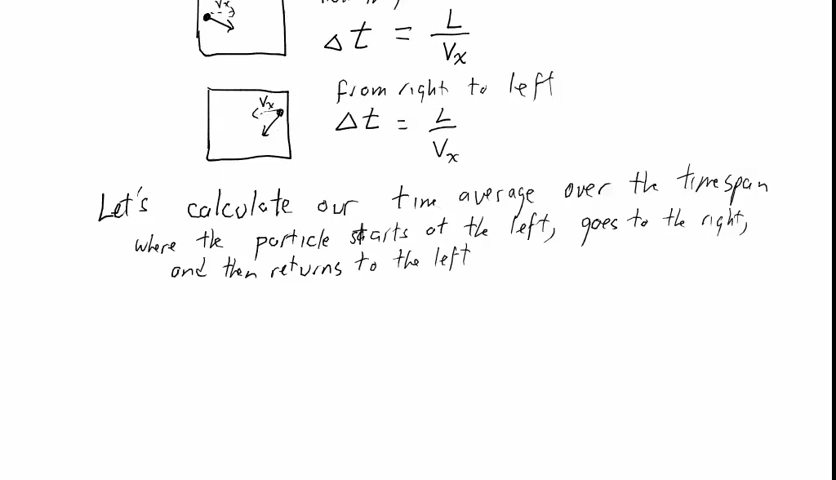 Vx
Δt = L/Vx
from right to left
Vx
Δt = L/Vx
Let's calculate our time average over the timespan
where the particle starts at the left, goes to the right,
and then returns to the left